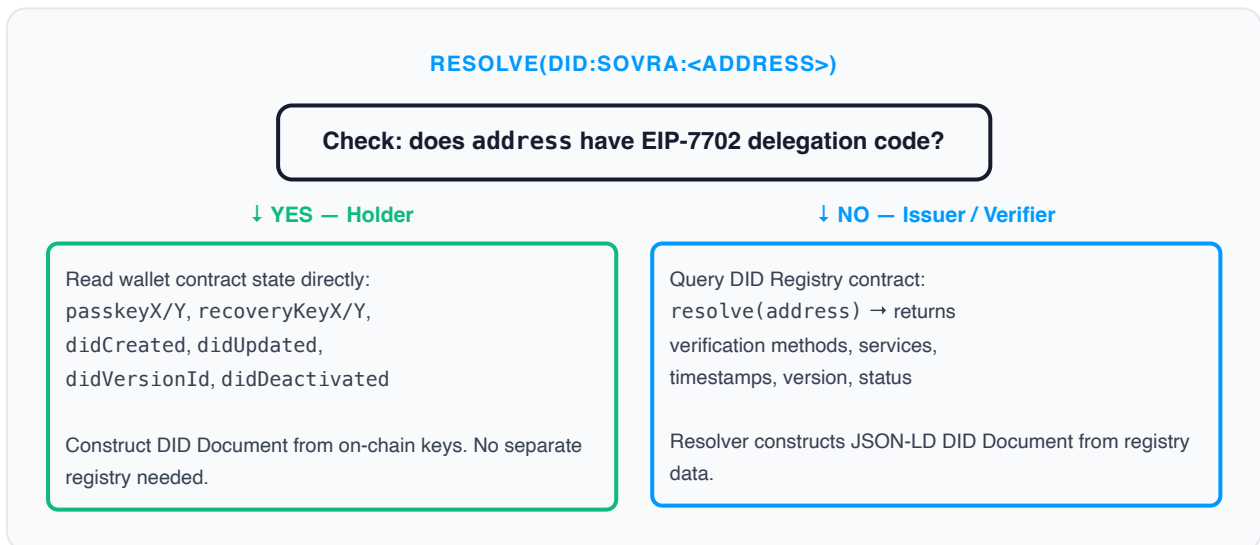 RESOLVE(DID:SOVRA:<ADDRESS>)
Check: does address have EIP-7702 delegation code?
↓ YES — Holder
Read wallet contract state directly:
passkeyX/Y, recoveryKeyX/Y,
didCreated, didUpdated,
didVersionId, didDeactivated
Construct DID Document from on-chain keys. No separate
registry needed.
↓ NO — Issuer / Verifier
Query DID Registry contract:
resolve(address) → returns
verification methods, services,
timestamps, version, status
Resolver constructs JSON-LD DID Document from registry
data.